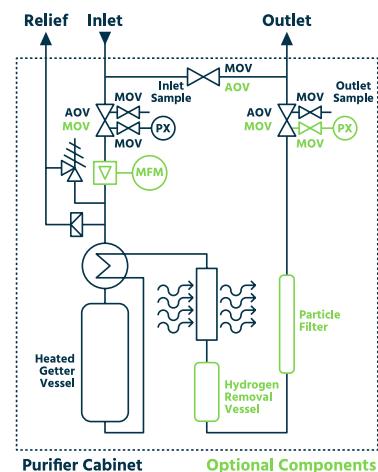 Relief
Inlet
Outlet
MOV
AOV
Inlet
Sample
Outlet
Sample
AOV
MOV
MOV
MOV
PX
AOV
MOV
MOV
MOV
PX
MFM
Heated
Getter
Vessel
Hydrogen
Removal
Vessel
Particle
Filter
Purifier Cabinet
Optional Components